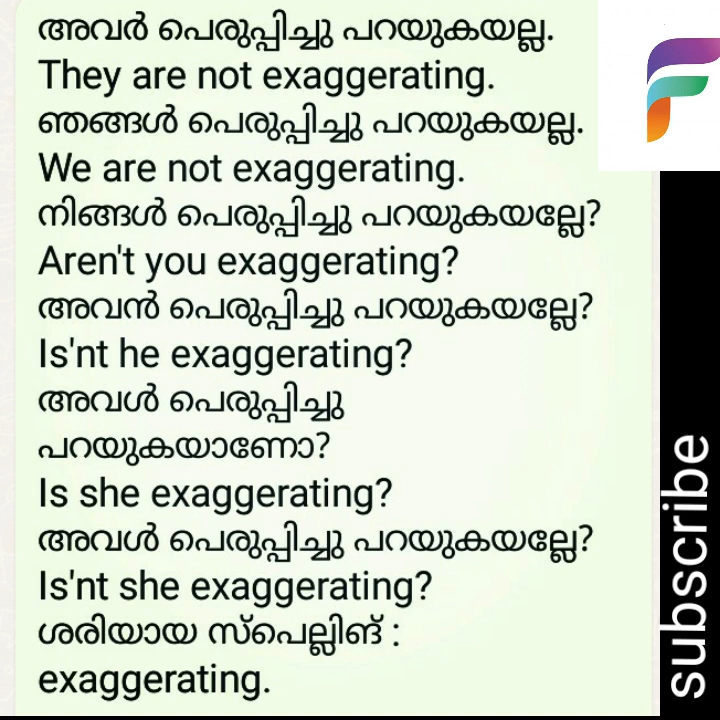 അവർ പെരുപ്പിച്ചു പറയുകയല്ല.
They are not exaggerating.
ഞങ്ങൾ പെരുപ്പിച്ചു പറയുകയല്ല.
We are not exaggerating.
നിങ്ങൾ പെരുപ്പിച്ചു പറയുകയല്ലേ?
Aren't you exaggerating?
അവൻ പെരുപ്പിച്ചു പറയുകയല്ലേ?
Is'nt he exaggerating?
അവൾ പെരുപ്പിച്ചു
പറയുകയാണോ?
Is she exaggerating?
അവൾ പെരുപ്പിച്ചു പറയുകയല്ലേ?
Is'nt she exaggerating?
ശരിയായ സ്പെല്ലിങ് :
exaggerating.
subscribe